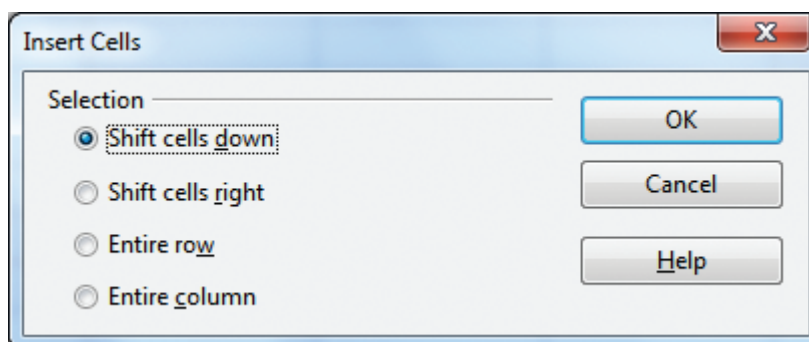 Insert Cells
Selection
Shift cells down
Shift cells right
Entire row
Entire column
OK
Cancel
Help